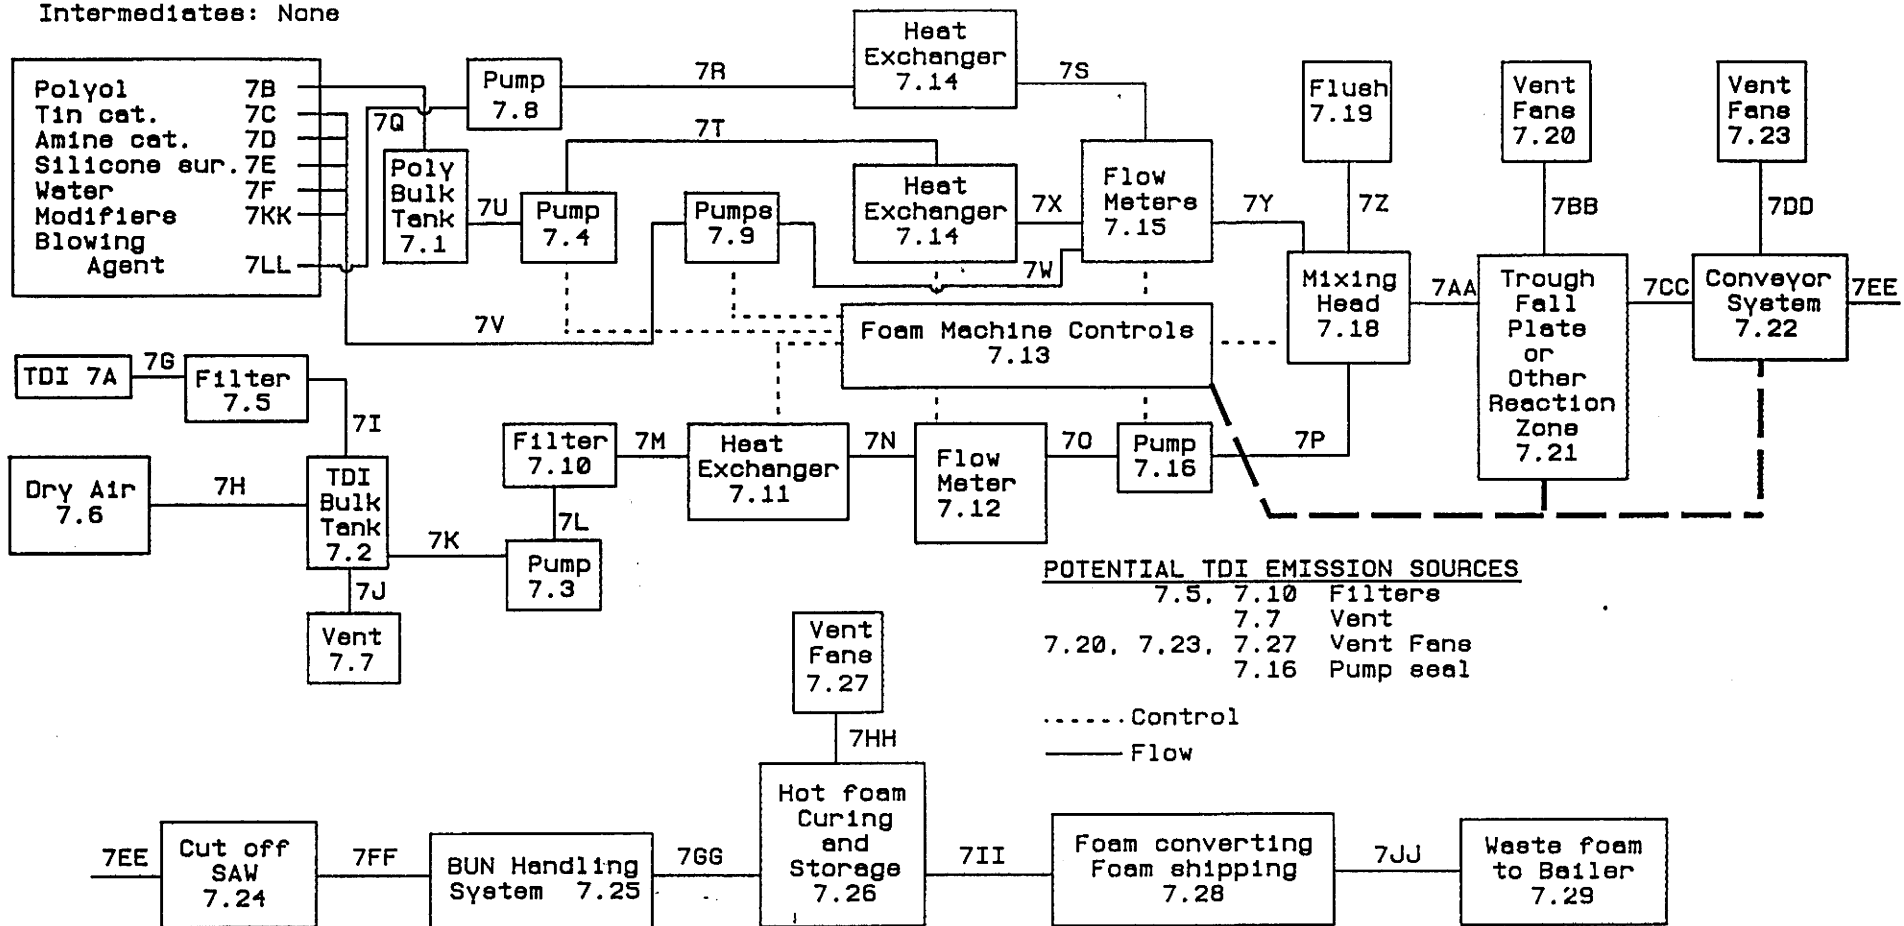 Intermediates: None
Polyol 7B
Tin cat. 7C
Amine cat. 7D
Silicone sur. 7E
Water 7F
Modifiers 7KK
Blowing
Agent 7LL
7Q
Pump
7.8
7R
Heat
Exchanger
7.14
7S
Poly
Bulk
Tank
7.1
7U
Pump
7.4
7T
Pumps
7.9
Heat
Exchanger
7.14
7X
7W
7V
Flow
Meters
7.15
7Y
Flush
7.19
7Z
Mixing
Head
7.18
7AA
Vent
Fans
7.20
7BB
Trough
Fall
Plate
or
Other
Reaction
Zone
7.21
7CC
Vent
Fans
7.23
7DD
Conveyor
System
7.22
7EE
Foam Machine Controls
7.13
TDI 7A
7G
Filter
7.5
7I
Dry Air
7.6
7H
TDI
Bulk
Tank
7.2
7J
Vent
7.7
7K
Pump
7.3
7L
Filter
7.10
7M
Heat
Exchanger
7.11
7N
Flow
Meter
7.12
7O
Pump
7.16
7P
POTENTIAL TDI EMISSION SOURCES
7.5, 7.10 Filters
7.7 Vent
7.20, 7.23, 7.27 Vent Fans
7.16 Pump seal
Control
Flow
7EE
Cut off
SAW
7.24
7FF
BUN Handling
System 7.25
7GG
Vent
Fans
7.27
7HH
Hot foam
Curing
and
Storage
7.26
7II
Foam converting
Foam shipping
7.28
7JJ
Waste foam
to Bailer
7.29